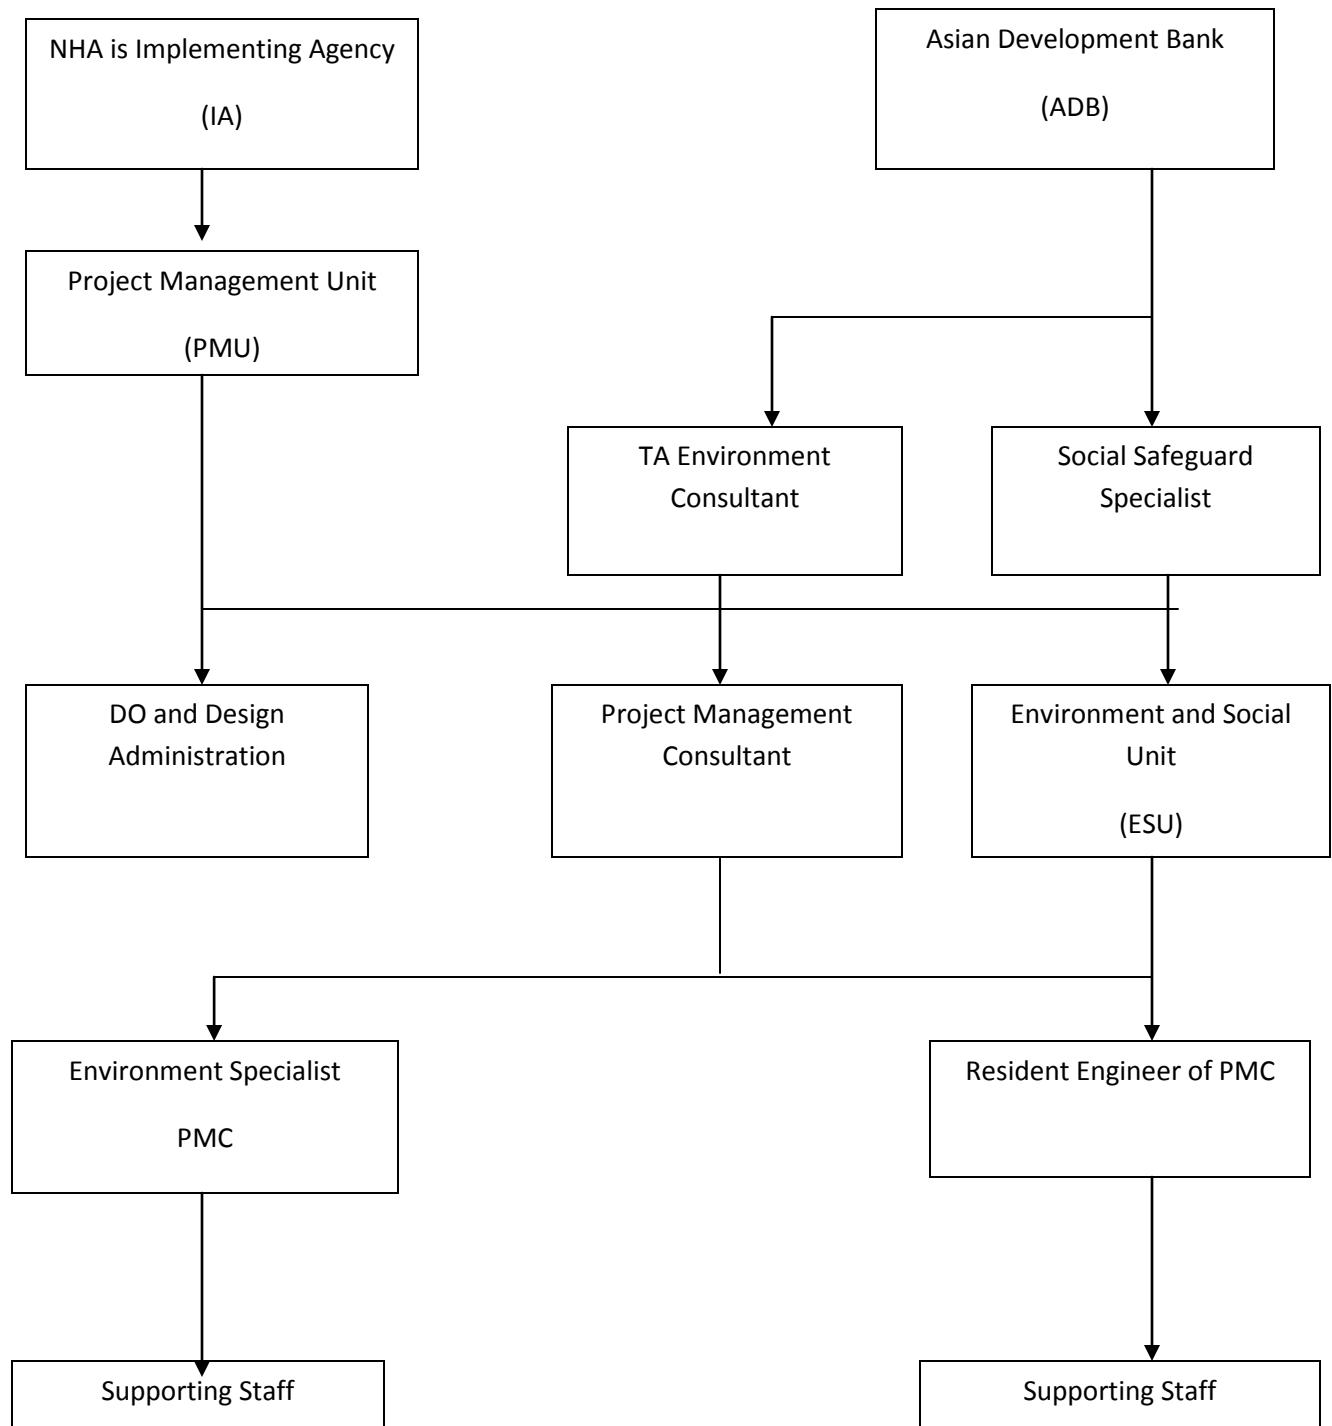 NHA is Implementing Agency
(IA)
Asian Development Bank
(ADB)
Project Management Unit
(PMU)
TA Environment
Consultant
Social Safeguard
Specialist
DO and Design
Administration
Project Management
Consultant
Environment and Social
Unit
(ESU)
Environment Specialist
PMC
Resident Engineer of PMC
Supporting Staff
Supporting Staff